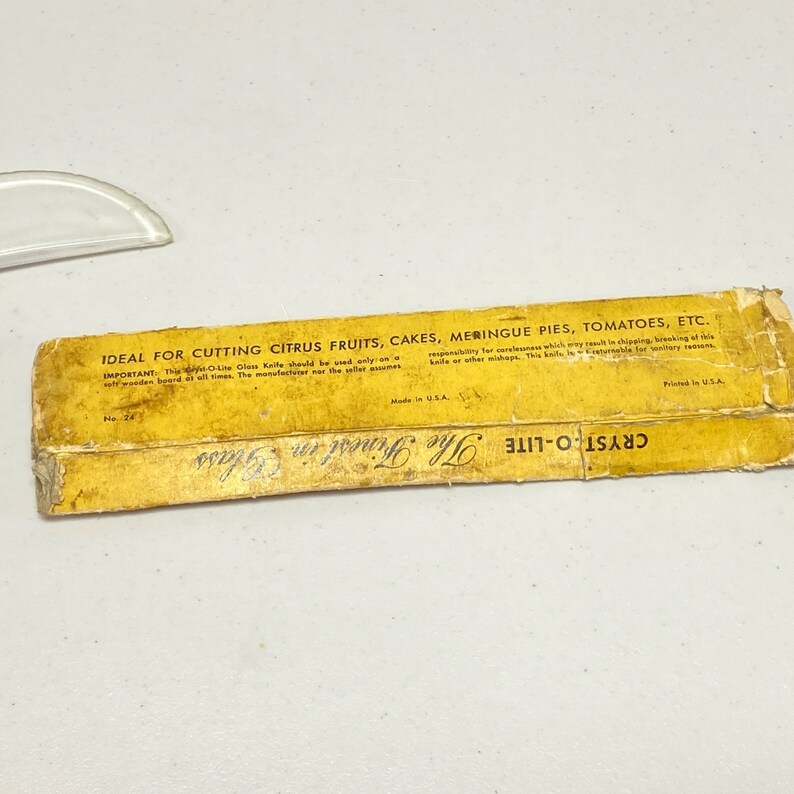 IDEAL FOR CUTTING CITRUS FRUITS, CAKES, MERINGUE PIES, TOMATOES, ETC.
IMPORTANT: This Cryst-O-Lite Glass Knife should be used only on a
soft wooden board at all times. The manufacturer nor the seller assumes
responsibility for carelessness which may result in chipping, breaking of this
knife or other mishaps. This knife is not returnable for sanitary reasons.
No. 24
Made in U.S.A.
Printed in U.S.A.
CRYST-O-LITE The Finest in Glass